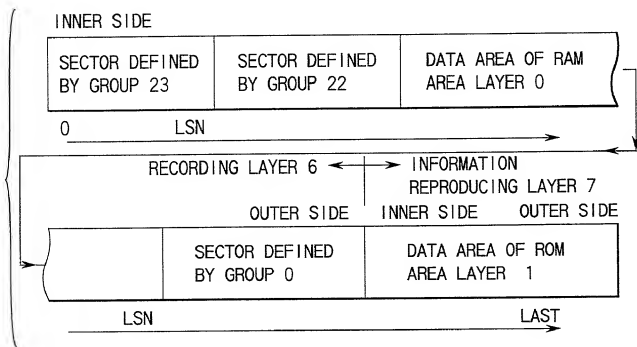 INNER SIDE
SECTOR DEFINED BY GROUP 23
SECTOR DEFINED BY GROUP 22
DATA AREA OF RAM AREA LAYER 0
0 LSN
RECORDING LAYER 6
INFORMATION REPRODUCING LAYER 7
OUTER SIDE INNER SIDE OUTER SIDE
SECTOR DEFINED BY GROUP 0
DATA AREA OF ROM AREA LAYER 1
LSN LAST